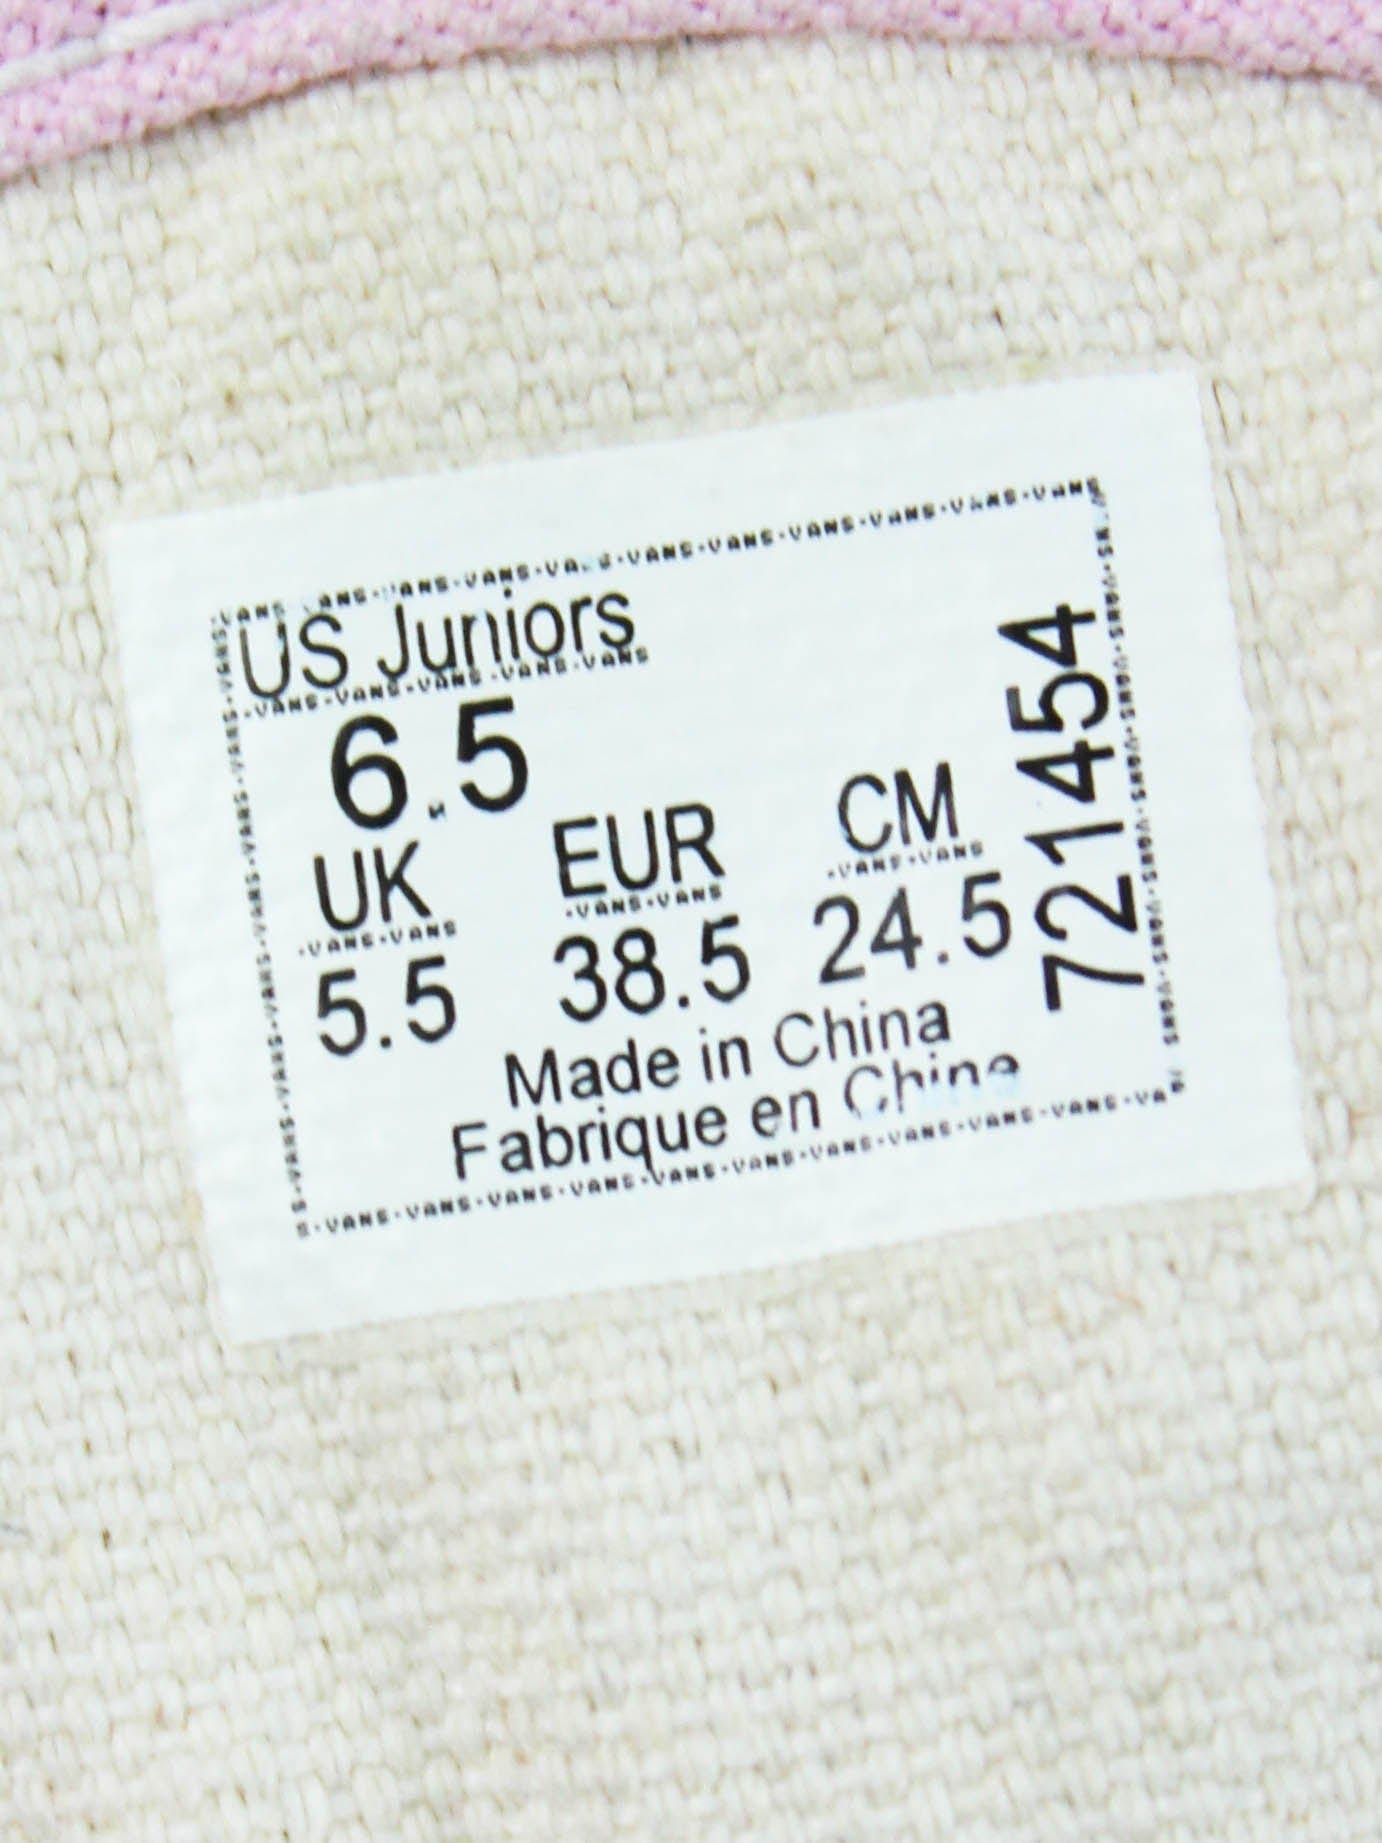 US Juniors
6.5
UK EUR CM
5.5 38.5 24.5
Made in China
Fabrique en Chine
721454